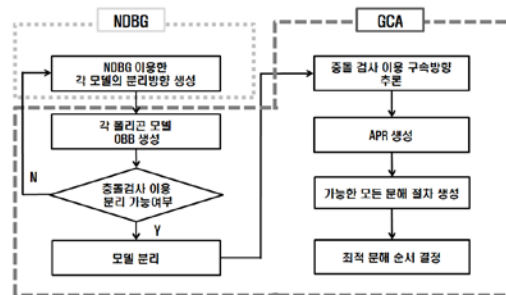 NDBG
GCA
NDBG 이용한
각 모델의 분리방향 생성
각 폴리곤 모델
OBB 생성
N
충돌검사 이용
분리 가능여부
Y
모델 분리
충돌 검사 이용 구속방향
추론
APR 생성
가능한 모든 분해 절차 생성
최적 분해 순서 결정